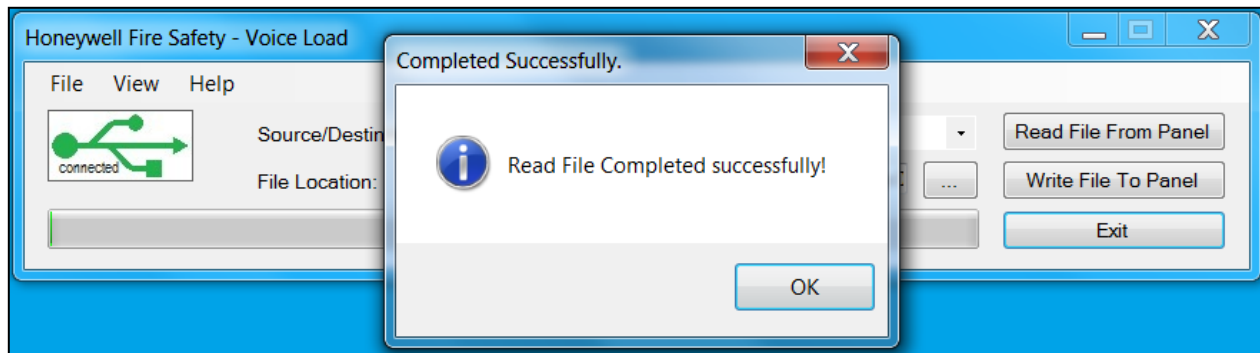 Honeywell Fire Safety - Voice Load
File View Help
connected
Source/Destin
File Location:
...
Read File From Panel
Write File To Panel
Exit
Completed Successfully.
Read File Completed successfully!
OK